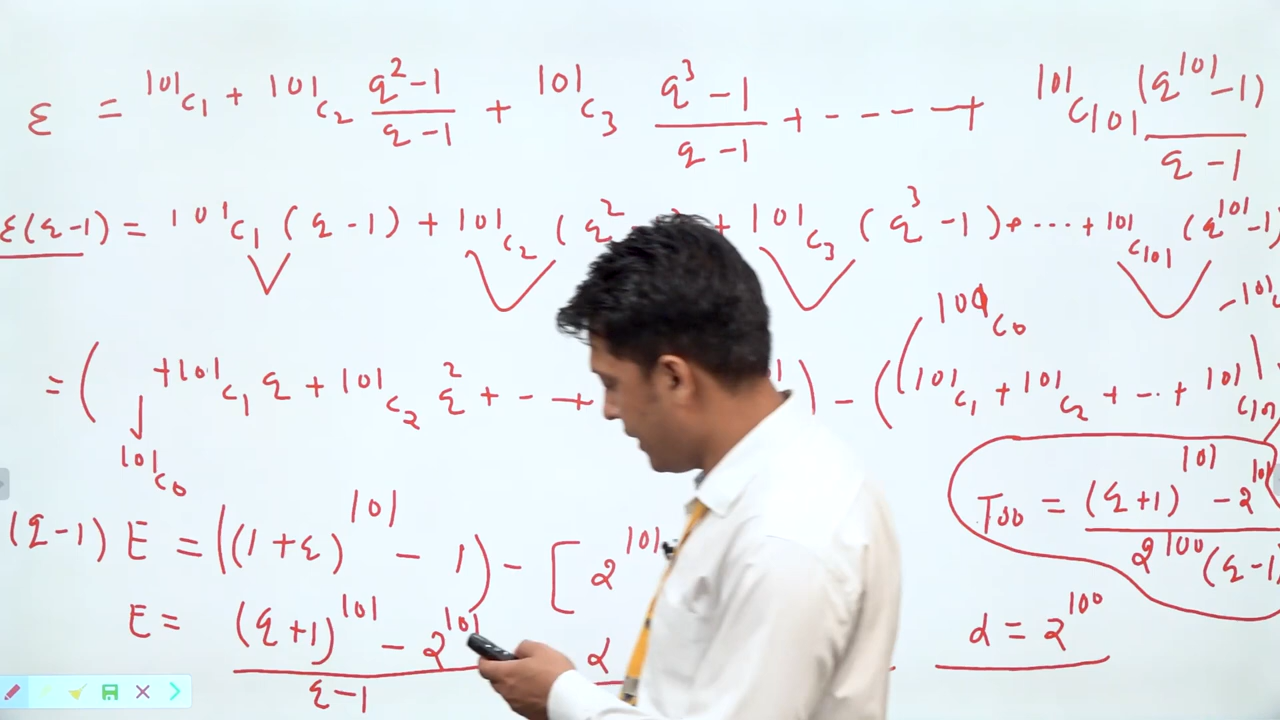 ε = ¹⁰¹C₁ + ¹⁰¹C₂ (q²-1)/(q-1) + ¹⁰¹C₃ (q³-1)/(q-1) + ---- + ¹⁰¹C₁₀₁ (q¹⁰¹-1)/(q-1)
ε(q-1) = ¹⁰¹C₁ (q-1) + ¹⁰¹C₂ (q² + ¹⁰¹C₃ (q³-1) + ... + ¹⁰¹C₁₀₁ (q¹⁰¹-1)
¹⁰¹C₀ -¹⁰¹
= ( +¹⁰¹C₁ q + ¹⁰¹C₂ q² + - + ) - ( (¹⁰¹C₁ + ¹⁰¹C₂ + -- + ¹⁰¹C₁₀₁)
¹⁰¹C₀
T₁₀₀ = ((q+1)¹⁰¹ - 2¹⁰¹)/(2¹⁰⁰(q-1)
(q-1) E = ((1+q)¹⁰¹ - 1) - [ 2¹⁰¹
E = ((q+1)¹⁰¹ - 2¹⁰¹)/(q-1)
α
α = 2¹⁰⁰